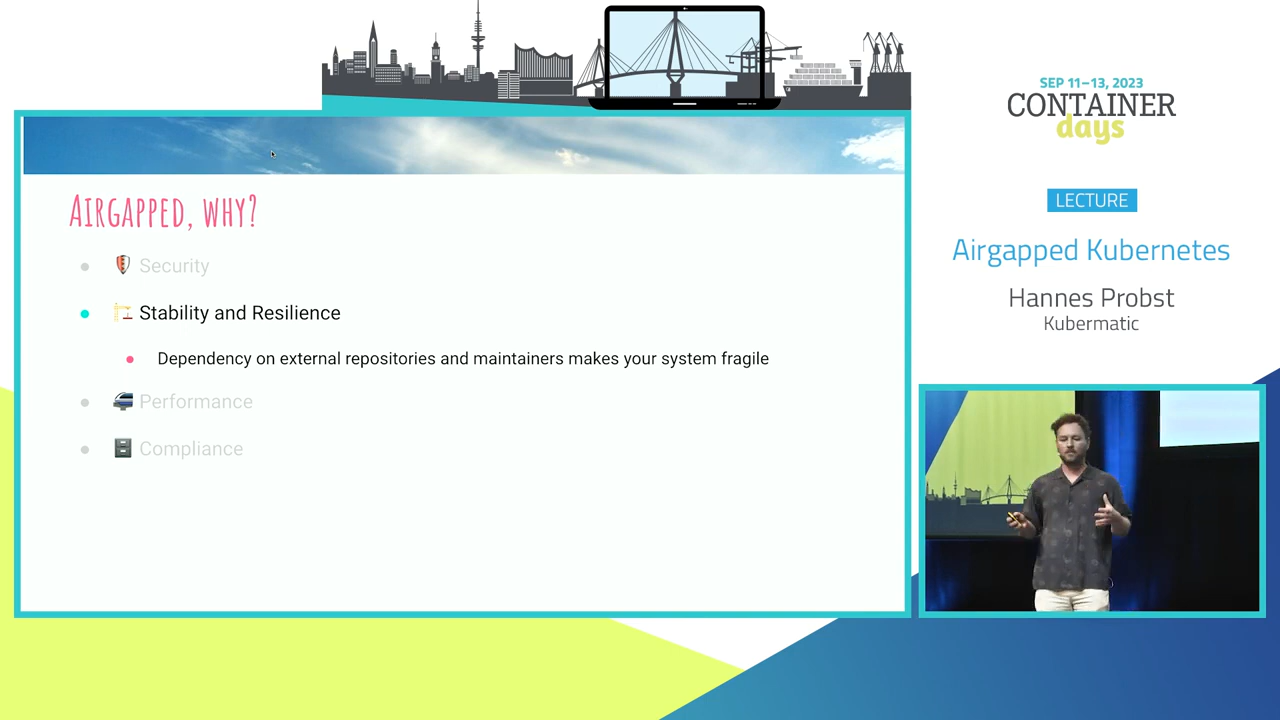 SEP 11–13, 2023
CONTAINER
days
LECTURE
Airgapped Kubernetes
Hannes Probst
Kubermatic
Airgapped, why?
Security
Stability and Resilience
Dependency on external repositories and maintainers makes your system fragile
Performance
Compliance